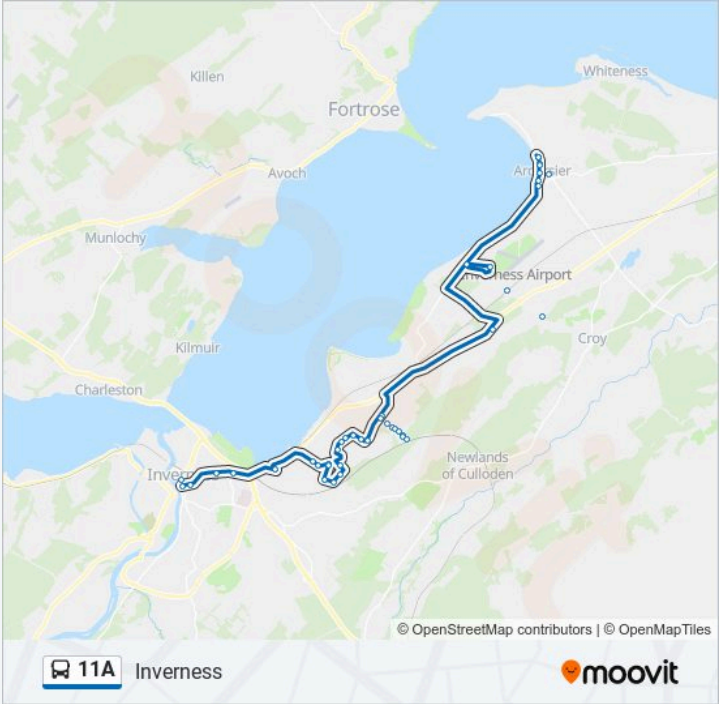 Killen
Whiteness
Fortrose
Avoch
Munlochy
Inverness Airport
Croy
Kilmuir
Charleston
Newlands
of Culloden
© OpenStreetMap contributors | © OpenMapTiles
11A
Inverness
moovit